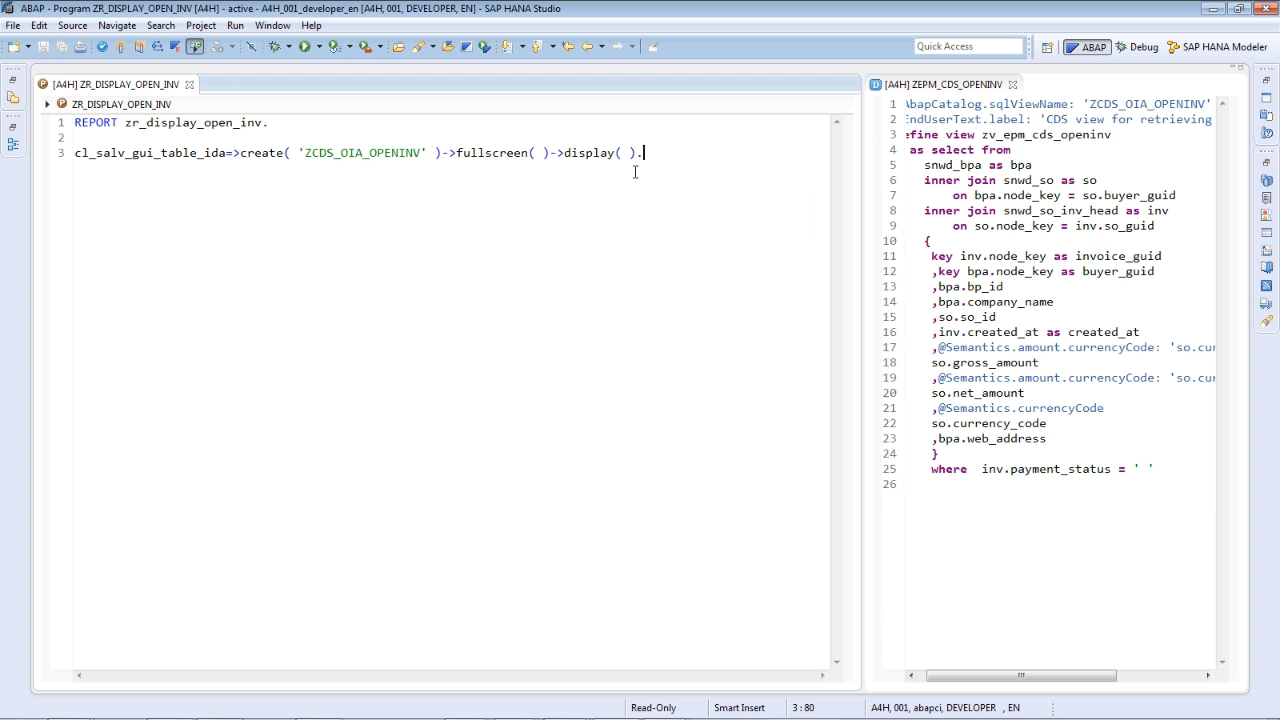 ABAP - Program ZR_DISPLAY_OPEN_INV [A4H] - active - A4H_001_developer_en [A4H, 001, DEVELOPER, EN] - SAP HANA Studio
File Edit Source Navigate Search Project Run Window Help
Quick Access ABAP Debug SAP HANA Modeler
[A4H] ZR_DISPLAY_OPEN_INV
ZR_DISPLAY_OPEN_INV
1 REPORT zr_display_open_inv.
2
3 cl_salv_gui_table_ida=>create( 'ZCDS_OIA_OPENINV' )->fullscreen( )->display( ).
[A4H] ZEPM_CDS_OPENINV
1 AbapCatalog.sqlViewName: 'ZCDS_OIA_OPENINV'
2 EndUserText.label: 'CDS view for retrieving
3 efine view zv_epm_cds_openinv
4 as select from
5 snwd_bpa as bpa
6 inner join snwd_so as so
7 on bpa.node_key = so.buyer_guid
8 inner join snwd_so_inv_head as inv
9 on so.node_key = inv.so_guid
10 {
11 key inv.node_key as invoice_guid
12 ,key bpa.node_key as buyer_guid
13 ,bpa.bp_id
14 ,bpa.company_name
15 ,so.so_id
16 ,inv.created_at as created_at
17 ,@Semantics.amount.currencyCode: 'so.cur
18 so.gross_amount
19 ,@Semantics.amount.currencyCode: 'so.cur
20 so.net_amount
21 ,@Semantics.currencyCode
22 so.currency_code
23 ,bpa.web_address
24 }
25 where inv.payment_status = ' '
26
Read-Only Smart Insert 3 : 80 A4H, 001, abapci, DEVELOPER , EN